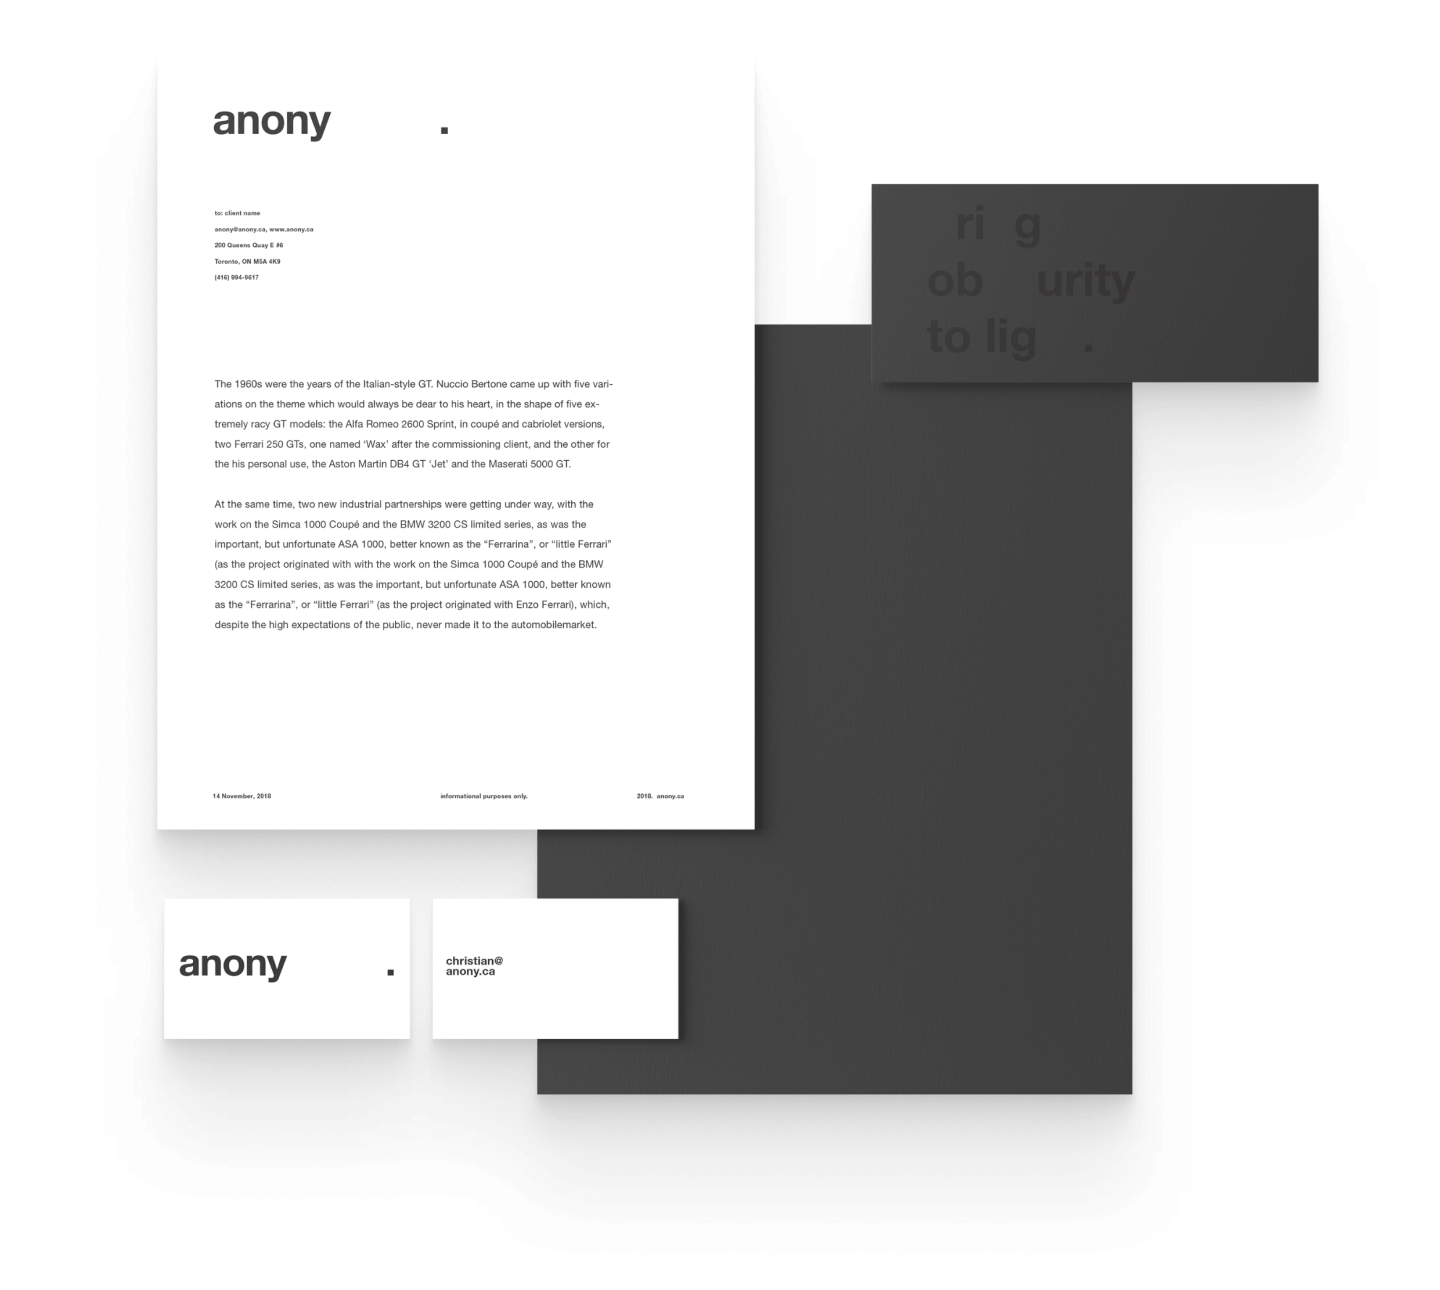 anony .
to: client name
anony@anony.ca, www.anony.ca
200 Queens Quay E #6
Toronto, ON M5A 4K9
(416) 994-9617
The 1960s were the years of the Italian-style GT. Nuccio Bertone came up with five vari-
ations on the theme which would always be dear to his heart, in the shape of five ex-
tremely racy GT models: the Alfa Romeo 2600 Sprint, in coupé and cabriolet versions,
two Ferrari 250 GTs, one named ‘Wax’ after the commissioning client, and the other for
the his personal use, the Aston Martin DB4 GT ‘Jet’ and the Maserati 5000 GT.
At the same time, two new industrial partnerships were getting under way, with the
work on the Simca 1000 Coupé and the BMW 3200 CS limited series, as was the
important, but unfortunate ASA 1000, better known as the “Ferrarina”, or “little Ferrari”
(as the project originated with with the work on the Simca 1000 Coupé and the BMW
3200 CS limited series, as was the important, but unfortunate ASA 1000, better known
as the “Ferrarina”, or “little Ferrari” (as the project originated with Enzo Ferrari), which,
despite the high expectations of the public, never made it to the automobilemarket.
14 November, 2018 informational purposes only. 2018. anony.ca
ri g
ob urity
to lig .
anony .
christian@
anony.ca